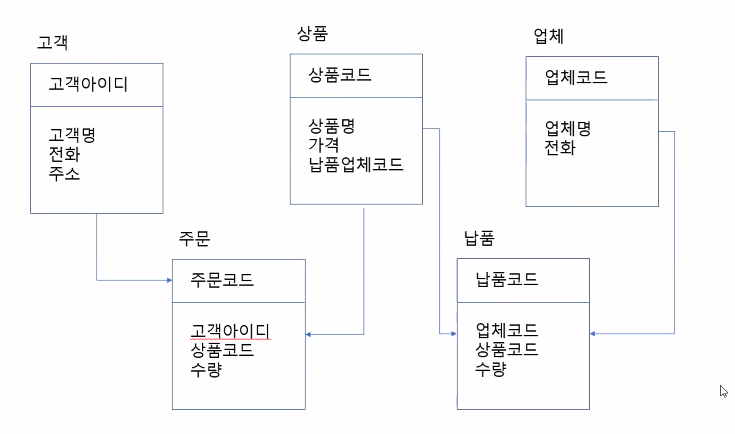 고객
고객아이디
고객명
전화
주소
상품
상품코드
상품명
가격
납품업체코드
업체
업체코드
업체명
전화
주문
주문코드
고객아이디
상품코드
수량
납품
납품코드
업체코드
상품코드
수량